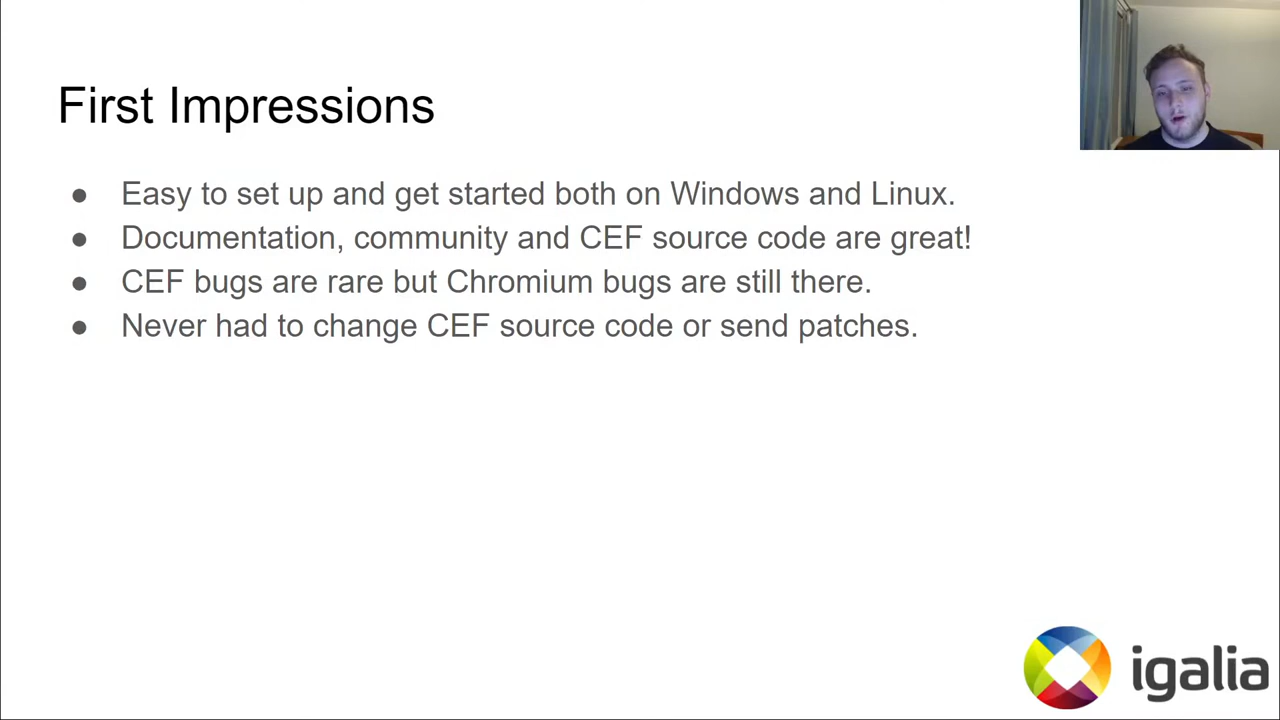 First Impressions
● Easy to set up and get started both on Windows and Linux.
● Documentation, community and CEF source code are great!
● CEF bugs are rare but Chromium bugs are still there.
● Never had to change CEF source code or send patches.
igalia